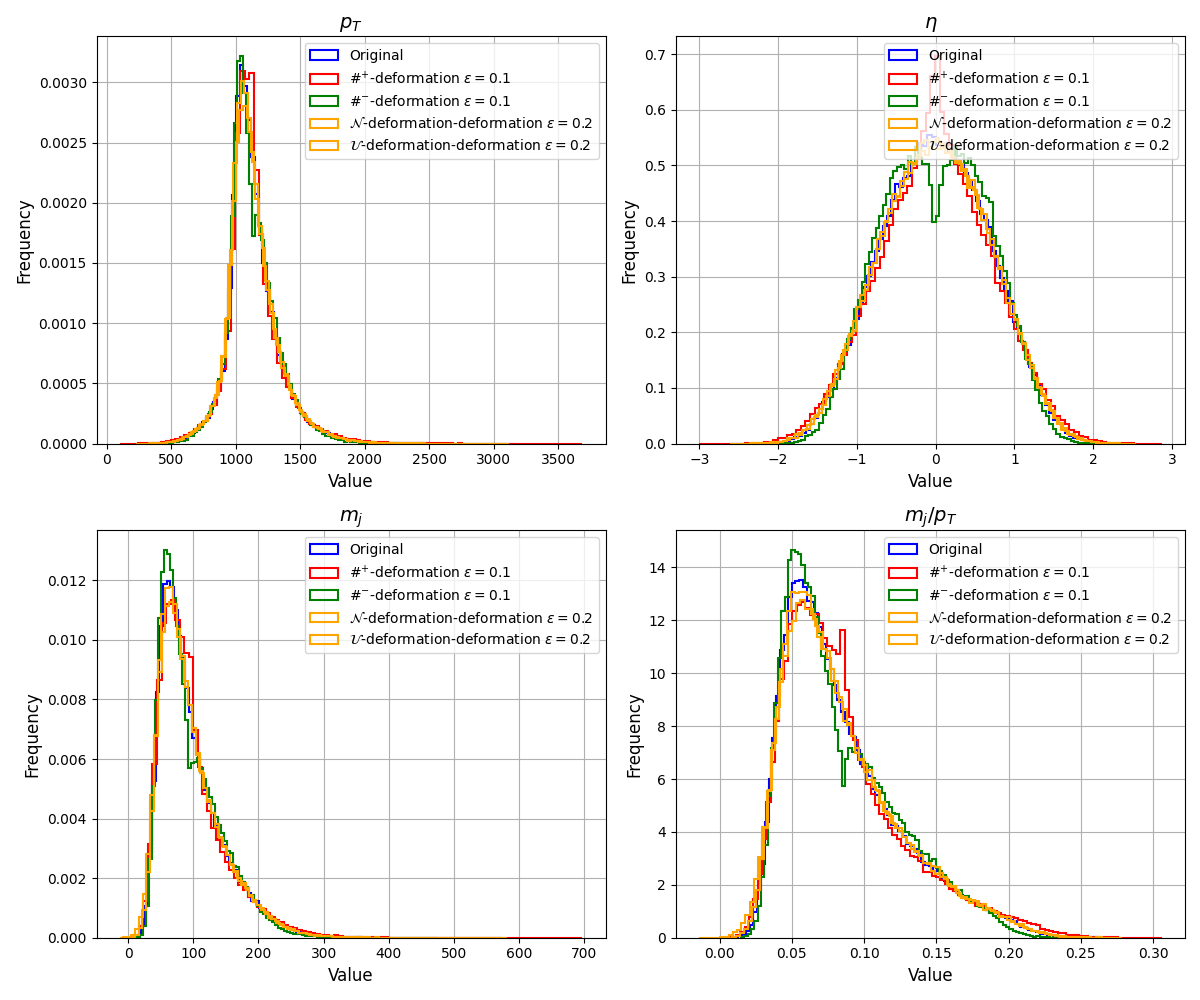 p_T
Frequency
0.0030
0.0025
0.0020
0.0015
0.0010
0.0005
0.0000
0 500 1000 1500 2000 2500 3000 3500
Value
Original
#⁺-deformation ε = 0.1
#⁻-deformation ε = 0.1
𝒩-deformation-deformation ε = 0.2
𝒰-deformation-deformation ε = 0.2
η
Frequency
0.7
0.6
0.5
0.4
0.3
0.2
0.1
0.0
−3 −2 −1 0 1 2 3
Value
Original
#⁺-deformation ε = 0.1
#⁻-deformation ε = 0.1
𝒩-deformation-deformation ε = 0.2
𝒰-deformation-deformation ε = 0.2
m_j
Frequency
0.012
0.010
0.008
0.006
0.004
0.002
0.000
0 100 200 300 400 500 600 700
Value
Original
#⁺-deformation ε = 0.1
#⁻-deformation ε = 0.1
𝒩-deformation-deformation ε = 0.2
𝒰-deformation-deformation ε = 0.2
m_j/p_T
Frequency
14
12
10
8
6
4
2
0
0.00 0.05 0.10 0.15 0.20 0.25 0.30
Value
Original
#⁺-deformation ε = 0.1
#⁻-deformation ε = 0.1
𝒩-deformation-deformation ε = 0.2
𝒰-deformation-deformation ε = 0.2